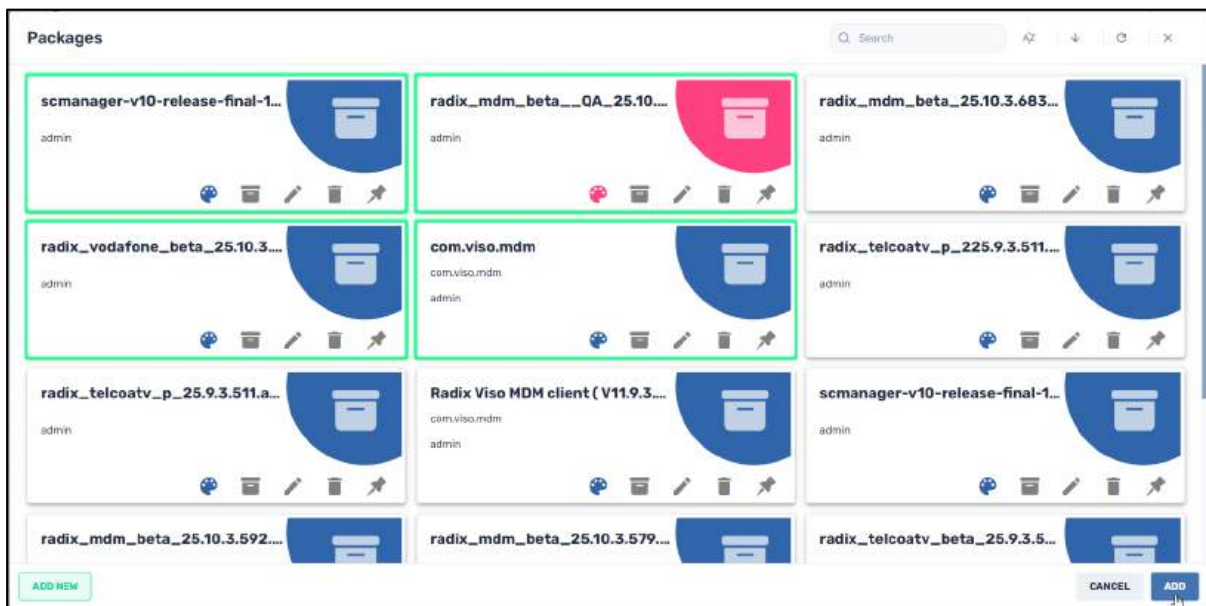 Packages
Search
scmanager-v10-release-final-1...
admin
radix_mdm_beta__QA_25.10....
admin
radix_mdm_beta_25.10.3.683...
admin
radix_vodafone_beta_25.10.3....
admin
com.viso.mdm
com.viso.mdm
admin
radix_telcoatv_p_225.9.3.511....
admin
radix_telcoatv_p_25.9.3.511.a...
admin
Radix Viso MDM client ( V11.9.3....
com.viso.mdm
admin
scmanager-v10-release-final-1...
admin
radix_mdm_beta_25.10.3.592....
radix_mdm_beta_25.10.3.579....
radix_telcoatv_beta_25.9.3.5...
ADD NEW
CANCEL
ADD